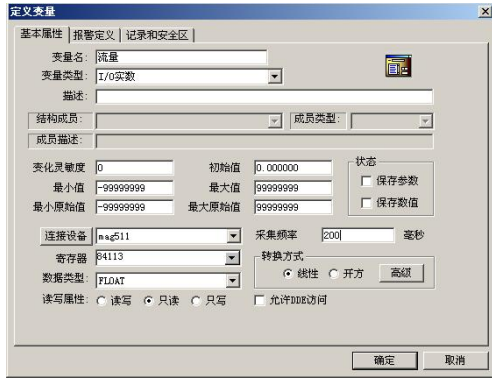 定义变量
基本属性 报警定义 记录和安全区
变量名: 流量
变量类型: I/O实数
描述:
结构成员: 成员类型:
成员描述:
变化灵敏度 0 初始值 0.000000 状态
最小值 -99999999 最大值 99999999 保存参数
最小原始值 -99999999 最大原始值 99999999 保存数值
连接设备 mag511 采集频率 200 毫秒
寄存器 84113 转换方式
数据类型: FLOAT 线性 开方 高级
读写属性: 读写 只读 只写 允许DDE访问
确定 取消